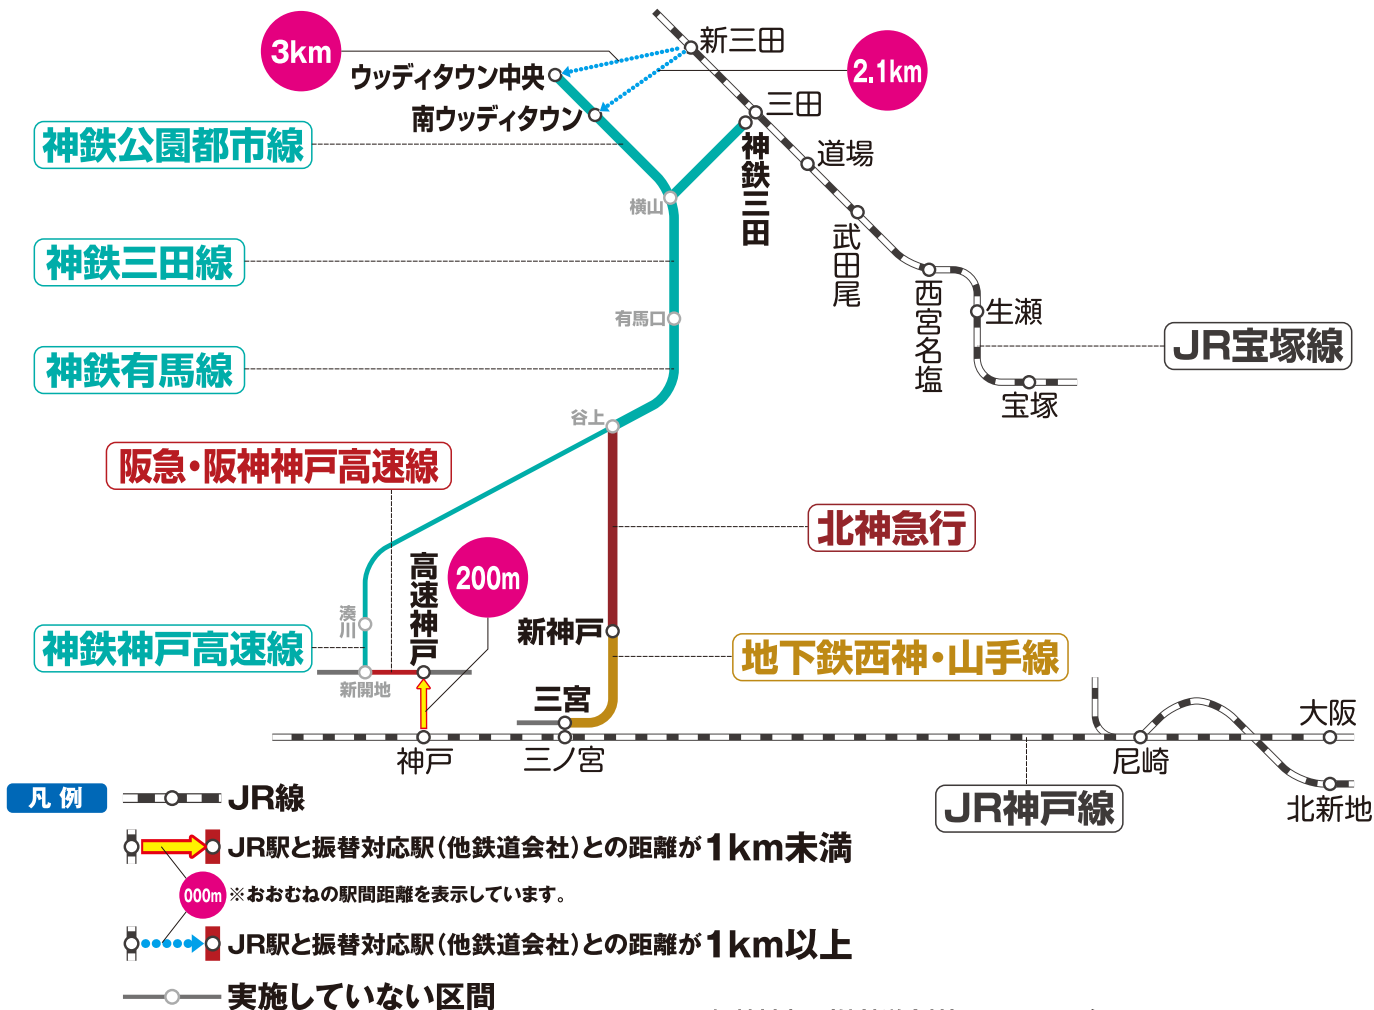 3km
新三田
2.1km
ウッディタウン中央
南ウッディタウン
三田
神鉄三田
神鉄公園都市線
道場
横山
武田尾
神鉄三田線
西宮名塩
生瀬
有馬口
JR宝塚線
神鉄有馬線
宝塚
谷上
阪急・阪神神戸高速線
北神急行
高速神戸
200m
湊川
新神戸
神鉄神戸高速線
地下鉄西神・山手線
新開地
三宮
大阪
神戸
三ノ宮
尼崎
北新地
JR神戸線
凡例
JR線
JR駅と振替対応駅（他鉄道会社）との距離が1km未満
000m
※おおむねの駅間距離を表示しています。
JR駅と振替対応駅（他鉄道会社）との距離が1km以上
実施していない区間